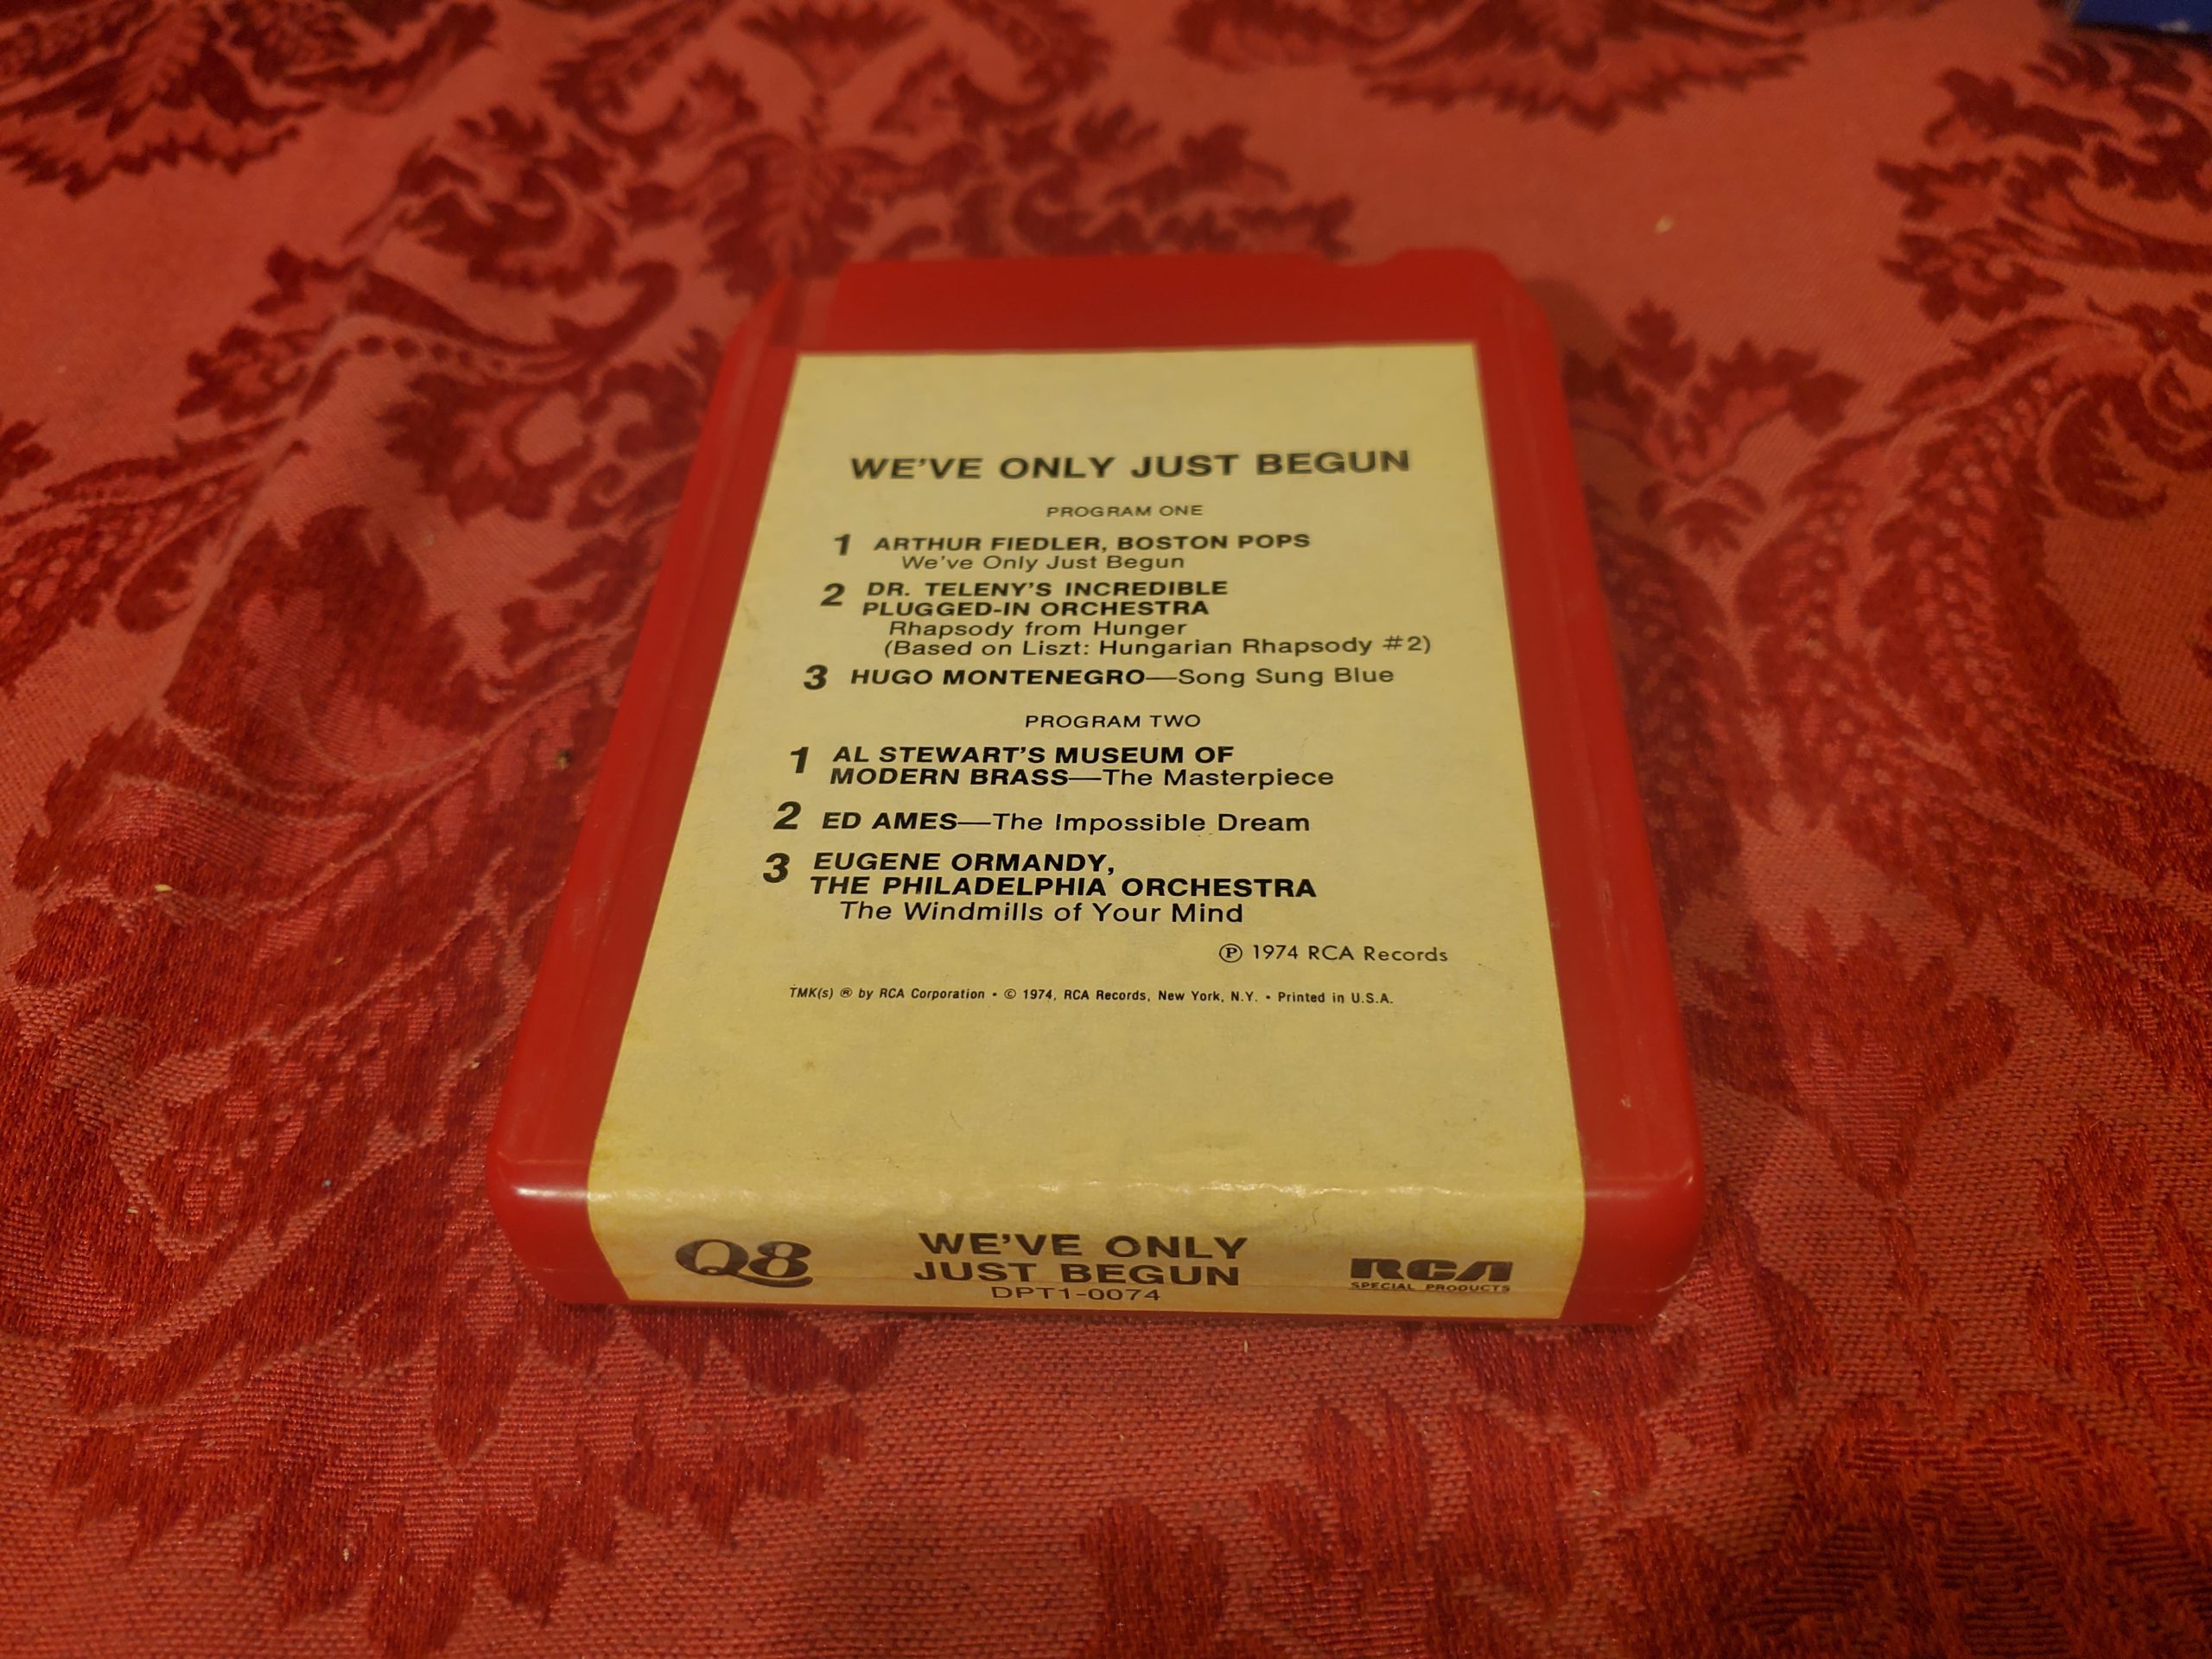 WE'VE ONLY JUST BEGUN
PROGRAM ONE
1 ARTHUR FIEDLER, BOSTON POPS
We've Only Just Begun
2 DR. TELENY'S INCREDIBLE
PLUGGED-IN ORCHESTRA
Rhapsody from Hunger
(Based on Liszt: Hungarian Rhapsody #2)
3 HUGO MONTENEGRO—Song Sung Blue
PROGRAM TWO
1 AL STEWART'S MUSEUM OF
MODERN BRASS—The Masterpiece
2 ED AMES—The Impossible Dream
3 EUGENE ORMANDY,
THE PHILADELPHIA ORCHESTRA
The Windmills of Your Mind
℗ 1974 RCA Records
TMK(s) ® by RCA Corporation • © 1974, RCA Records, New York, N.Y. • Printed in U.S.A.
Q8
WE'VE ONLY
JUST BEGUN
DPT1-0074
RCA
SPECIAL PRODUCTS